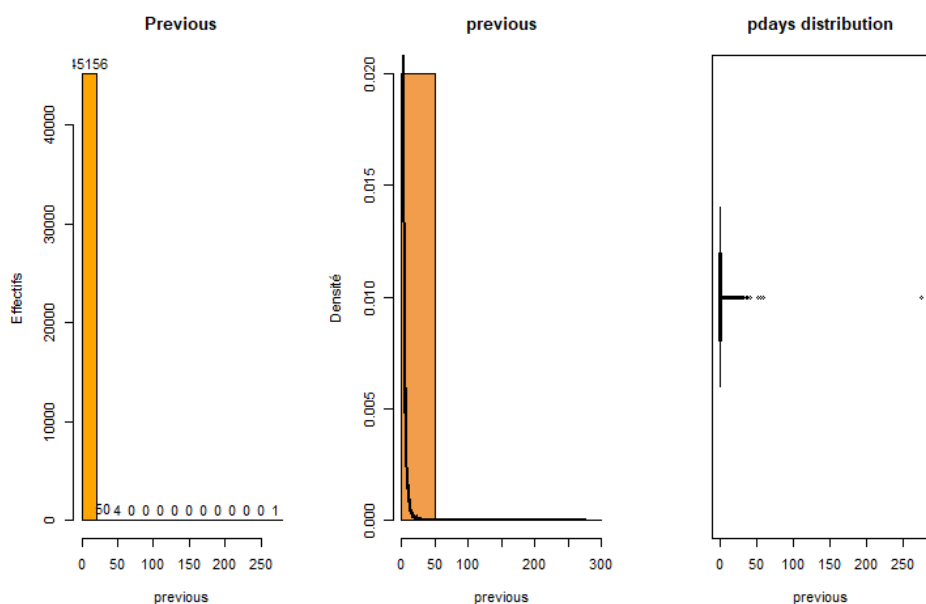 Previous
45156
50 4 0 0 0 0 0 0 0 0 0 0 1
Effectifs
0 10000 20000 30000 40000
0 50 100 150 200 250
previous
previous
Densité
0.000 0.005 0.010 0.015 0.020
0 50 100 150 200 300
previous
pdays distribution
0 50 100 150 200 250
previous